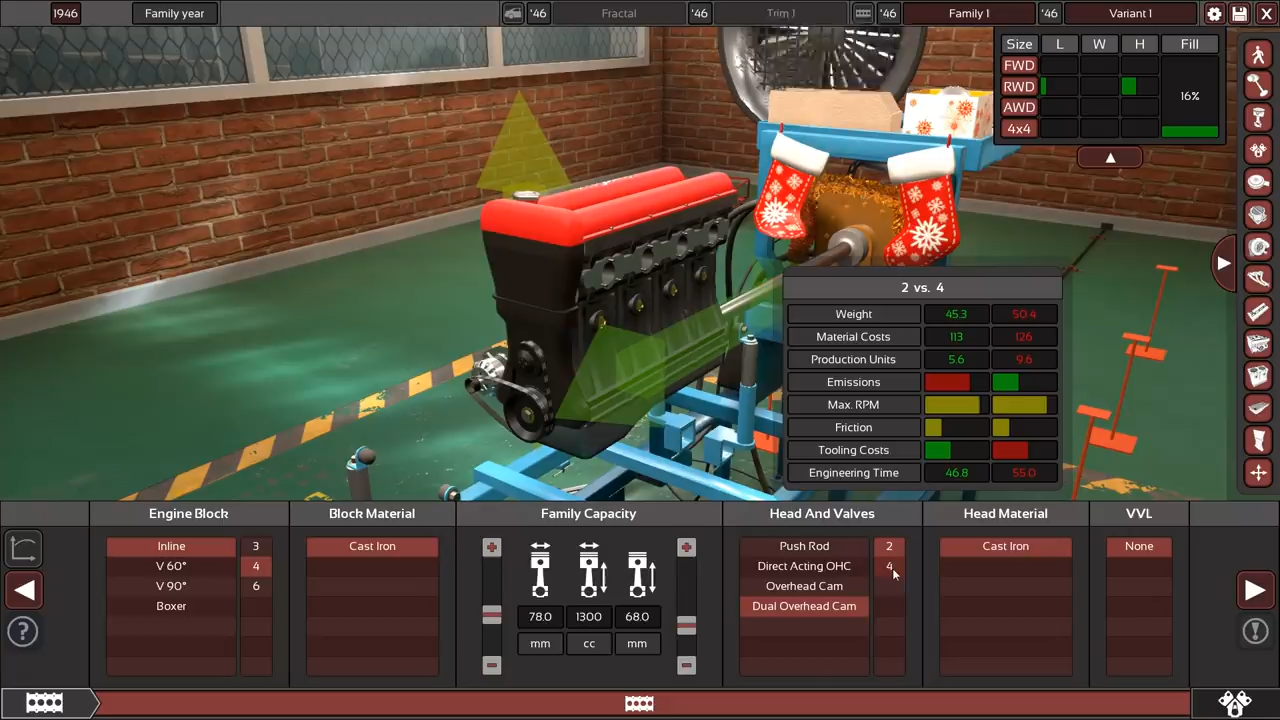 1946 Family year '46 Fractal '46 Trim 1 '46 Family 1 '46 Variant 1
Size L W H Fill
FWD
RWD
AWD
4x4
16%
2 vs. 4
Weight 45.3 50.4
Material Costs 113 126
Production Units 5.6 9.6
Emissions
Max. RPM
Friction
Tooling Costs
Engineering Time 46.8 55.0
Engine Block
Inline 3
V 60° 4
V 90° 6
Boxer
Block Material
Cast Iron
Family Capacity
78.0 1300 68.0
mm cc mm
Head And Valves
Push Rod 2
Direct Acting OHC 4
Overhead Cam
Dual Overhead Cam
Head Material
Cast Iron
VVL
None